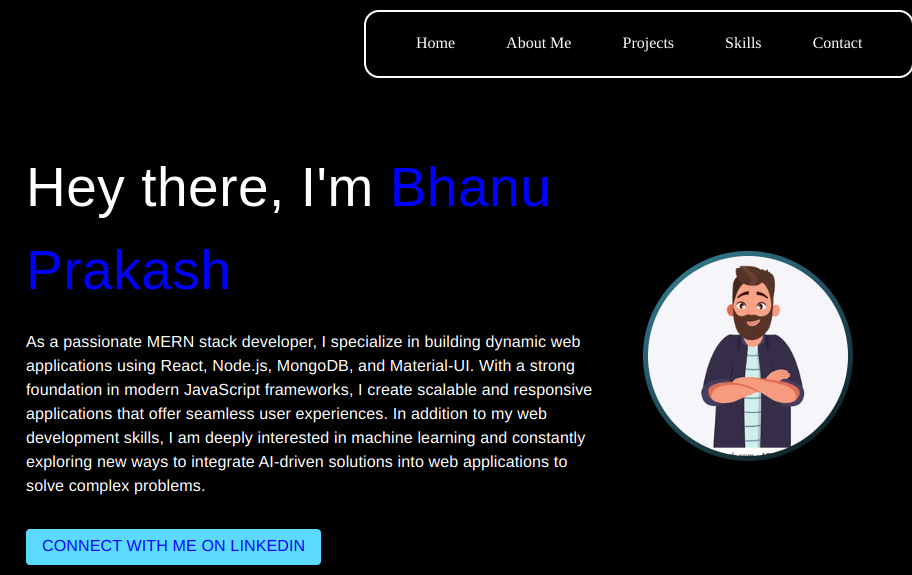 Home About Me Projects Skills Contact
Hey there, I'm Bhanu
Prakash
As a passionate MERN stack developer, I specialize in building dynamic web
applications using React, Node.js, MongoDB, and Material-UI. With a strong
foundation in modern JavaScript frameworks, I create scalable and responsive
applications that offer seamless user experiences. In addition to my web
development skills, I am deeply interested in machine learning and constantly
exploring new ways to integrate AI-driven solutions into web applications to
solve complex problems.
CONNECT WITH ME ON LINKEDIN